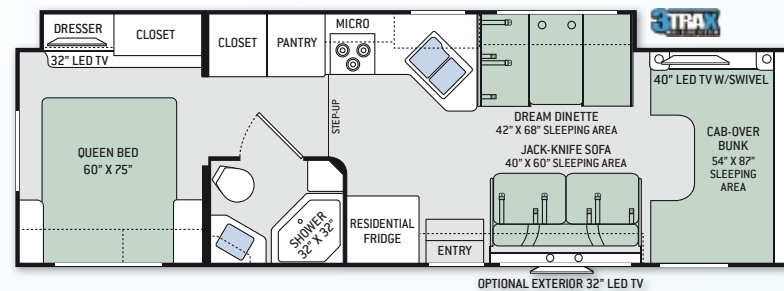 3TRAX
DRESSER
CLOSET
32" LED TV
CLOSET
PANTRY
MICRO
40" LED TV W/SWIVEL
STEP-UP
DREAM DINETTE
42" X 68" SLEEPING AREA
JACK-KNIFE SOFA
40" X 60" SLEEPING AREA
CAB-OVER
BUNK
54" X 87"
SLEEPING
AREA
QUEEN BED
60" X 75"
SHOWER
32" X 32"
RESIDENTIAL
FRIDGE
ENTRY
OPTIONAL EXTERIOR 32" LED TV